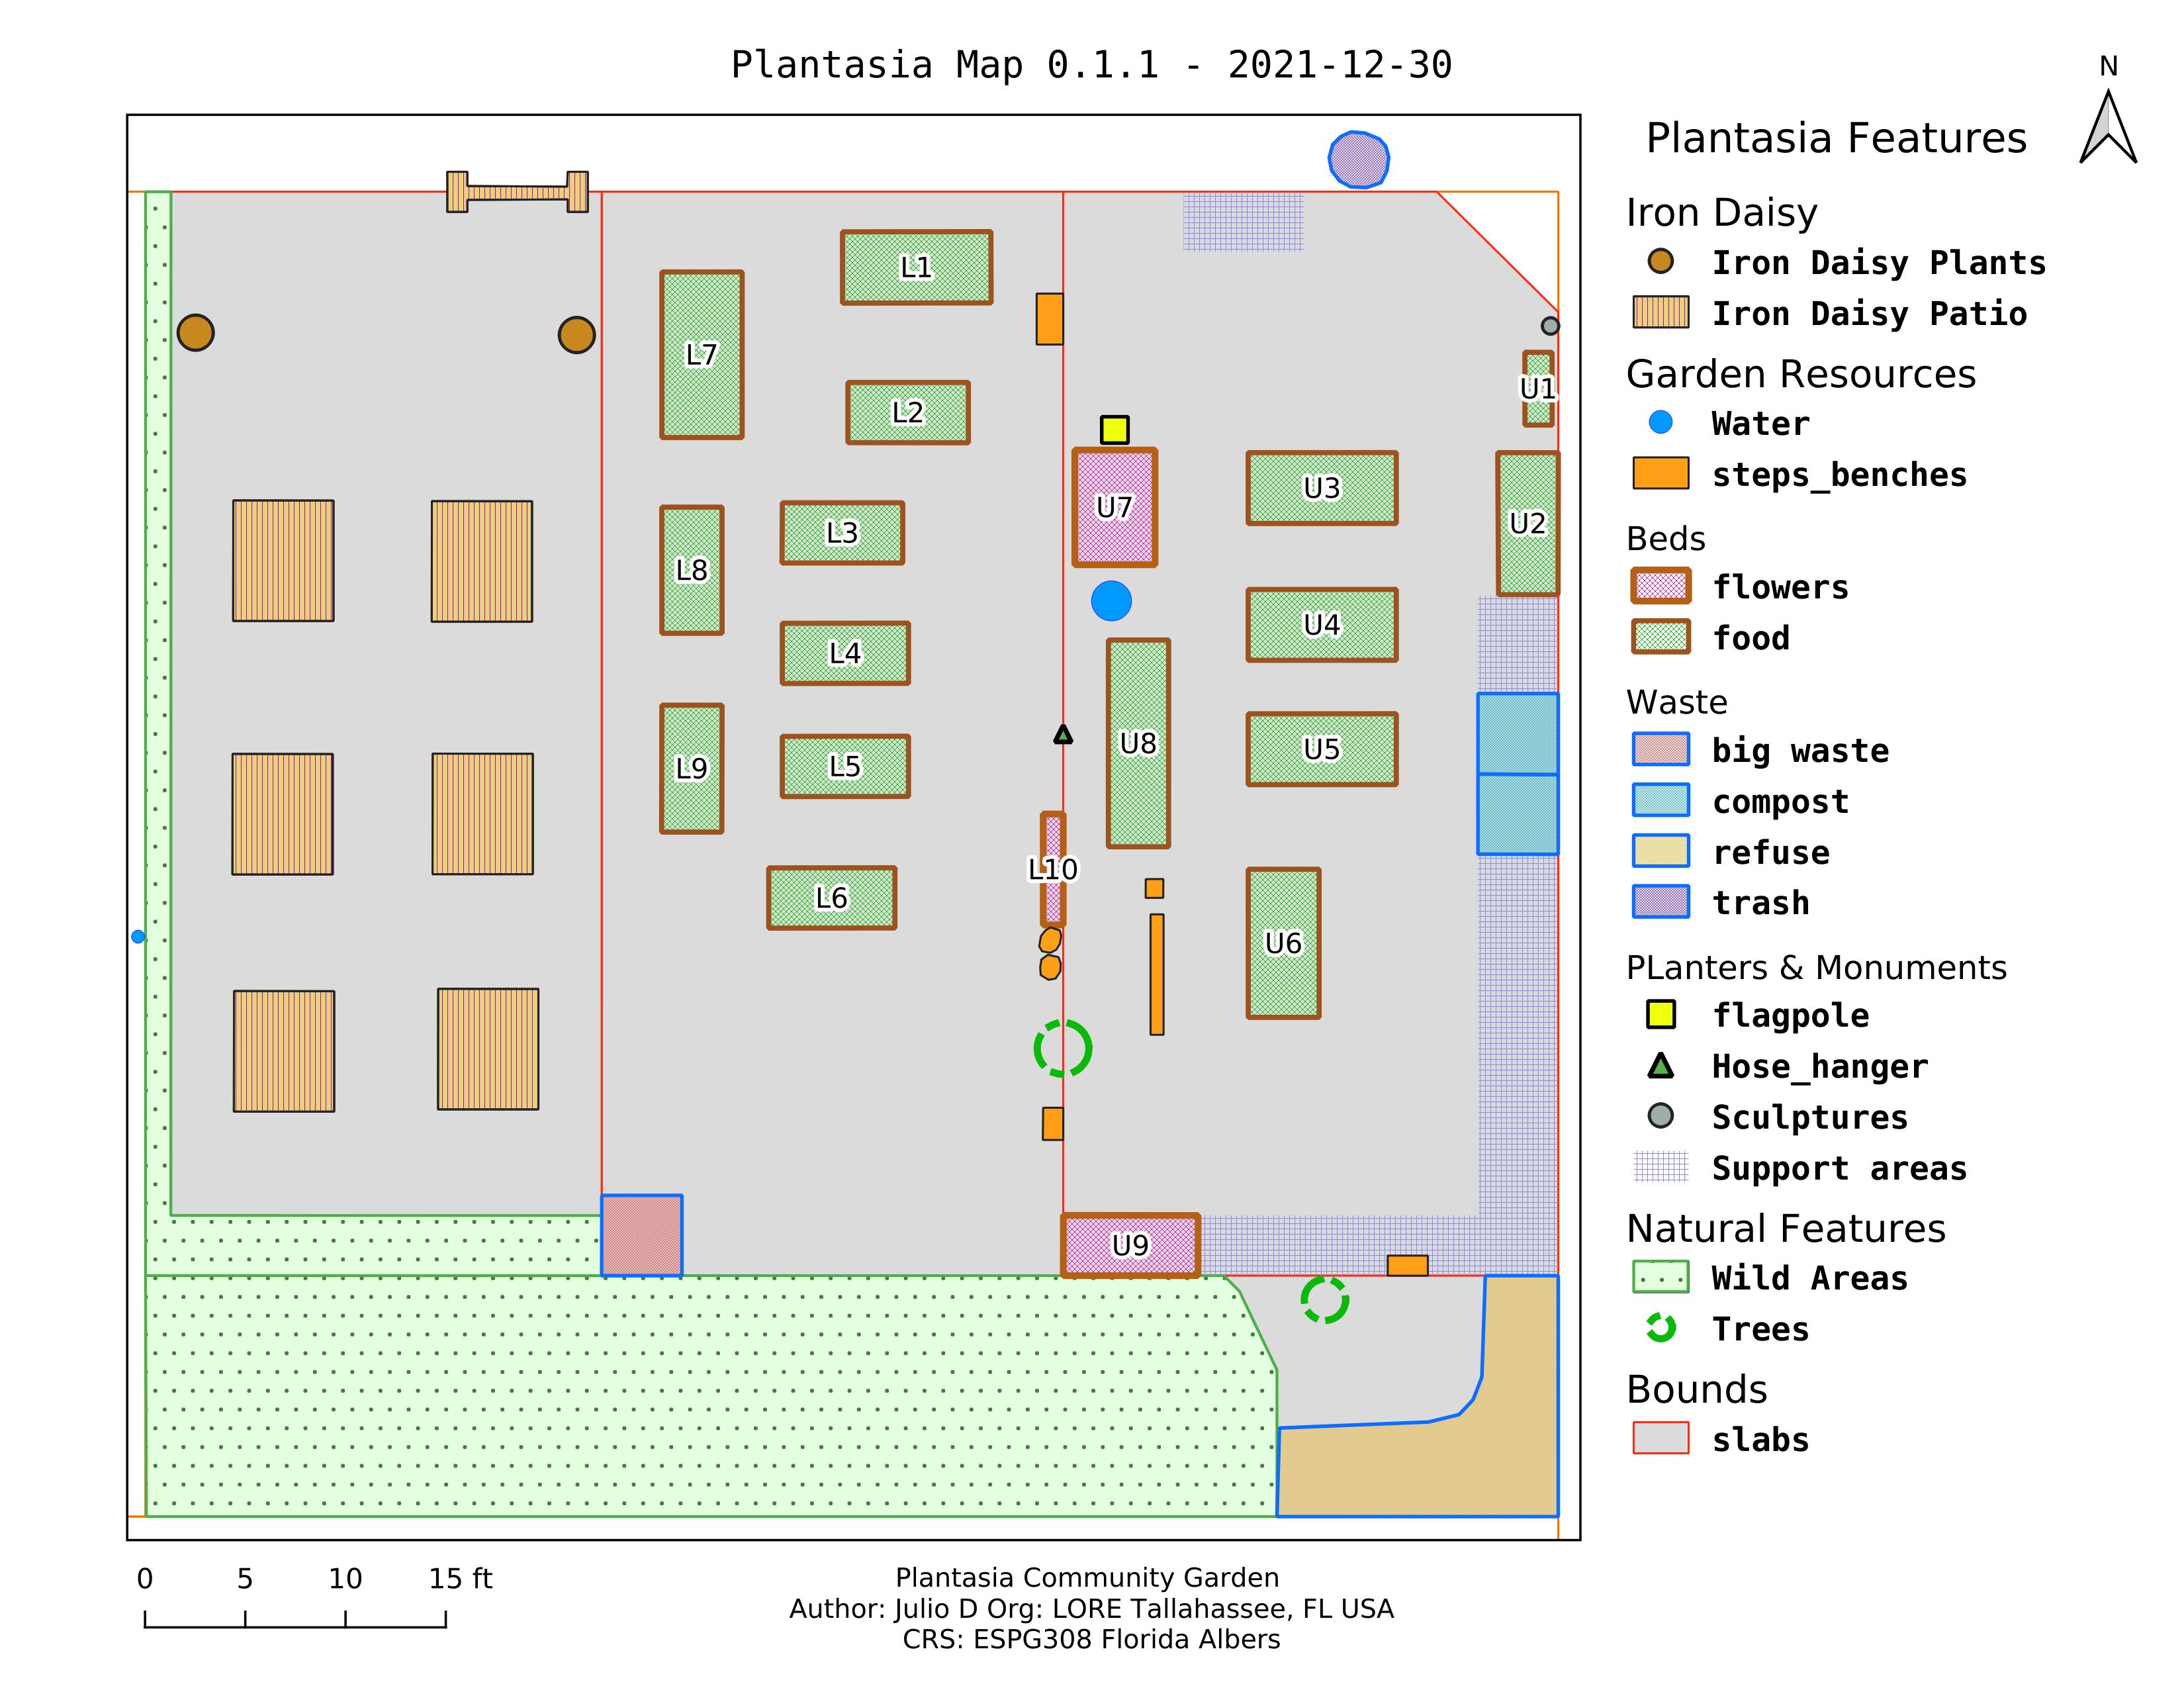 Plantasia Map 0.1.1 - 2021-12-30
N
Plantasia Features
Iron Daisy
Iron Daisy Plants
Iron Daisy Patio
Garden Resources
Water
steps_benches
Beds
flowers
food
Waste
big waste
compost
refuse
trash
PLanters & Monuments
flagpole
Hose_hanger
Sculptures
Support areas
Natural Features
Wild Areas
Trees
Bounds
slabs
L1
L7
U1
L2
U3
U7
U2
L3
L8
U4
L4
U8
U5
L5
L9
L10
L6
U6
U9
0 5 10 15 ft
Plantasia Community Garden
Author: Julio D Org: LORE Tallahassee, FL USA
CRS: ESPG308 Florida Albers